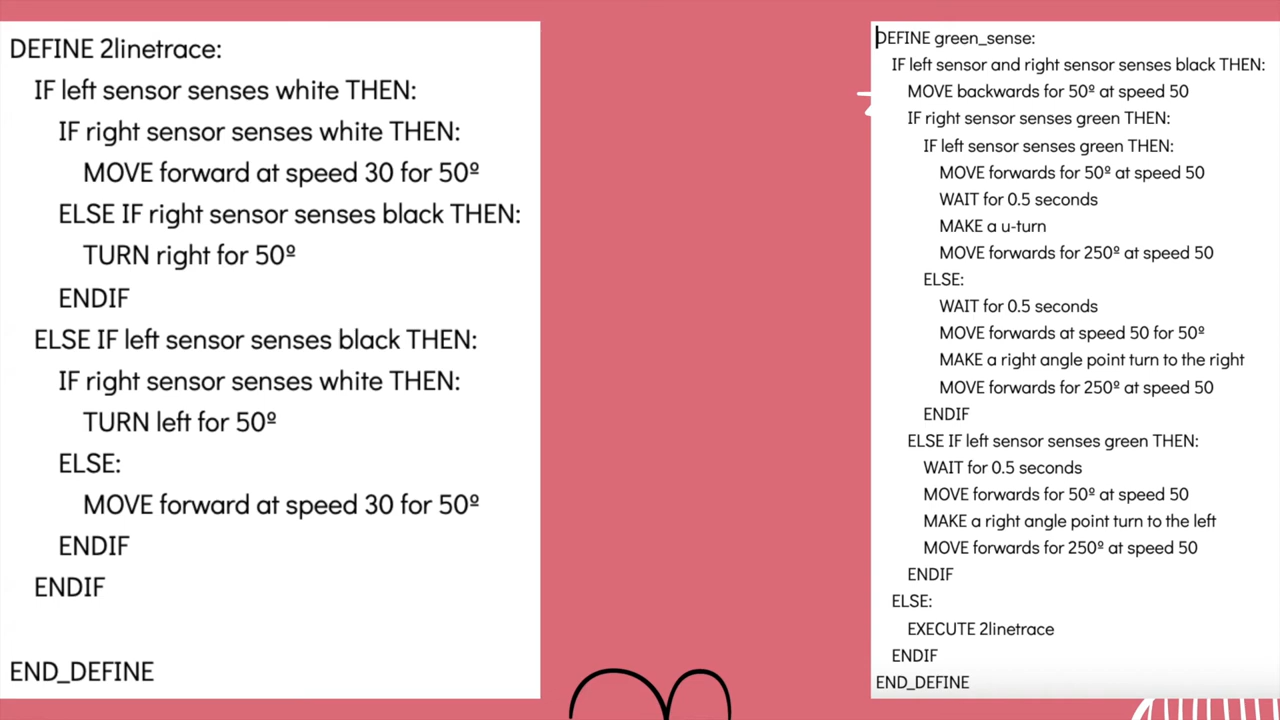 DEFINE 2linetrace:
IF left sensor senses white THEN:
IF right sensor senses white THEN:
MOVE forward at speed 30 for 50º
ELSE IF right sensor senses black THEN:
TURN right for 50º
ENDIF
ELSE IF left sensor senses black THEN:
IF right sensor senses white THEN:
TURN left for 50º
ELSE:
MOVE forward at speed 30 for 50º
ENDIF
ENDIF
END_DEFINE
DEFINE green_sense:
IF left sensor and right sensor senses black THEN:
MOVE backwards for 50º at speed 50
IF right sensor senses green THEN:
IF left sensor senses green THEN:
MOVE forwards for 50º at speed 50
WAIT for 0.5 seconds
MAKE a u-turn
MOVE forwards for 250º at speed 50
ELSE:
WAIT for 0.5 seconds
MOVE forwards at speed 50 for 50º
MAKE a right angle point turn to the right
MOVE forwards for 250º at speed 50
ENDIF
ELSE IF left sensor senses green THEN:
WAIT for 0.5 seconds
MOVE forwards for 50º at speed 50
MAKE a right angle point turn to the left
MOVE forwards for 250º at speed 50
ENDIF
ELSE:
EXECUTE 2linetrace
ENDIF
END_DEFINE